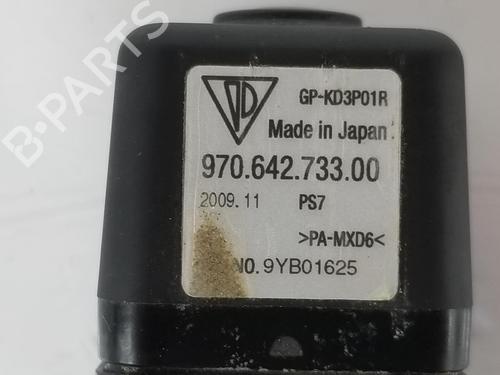 GP-KD3P01R
Made in Japan
970.642.733.00
2009.11 PS7
>PA-MXD6<
NO.9YB01625
B-PARTS